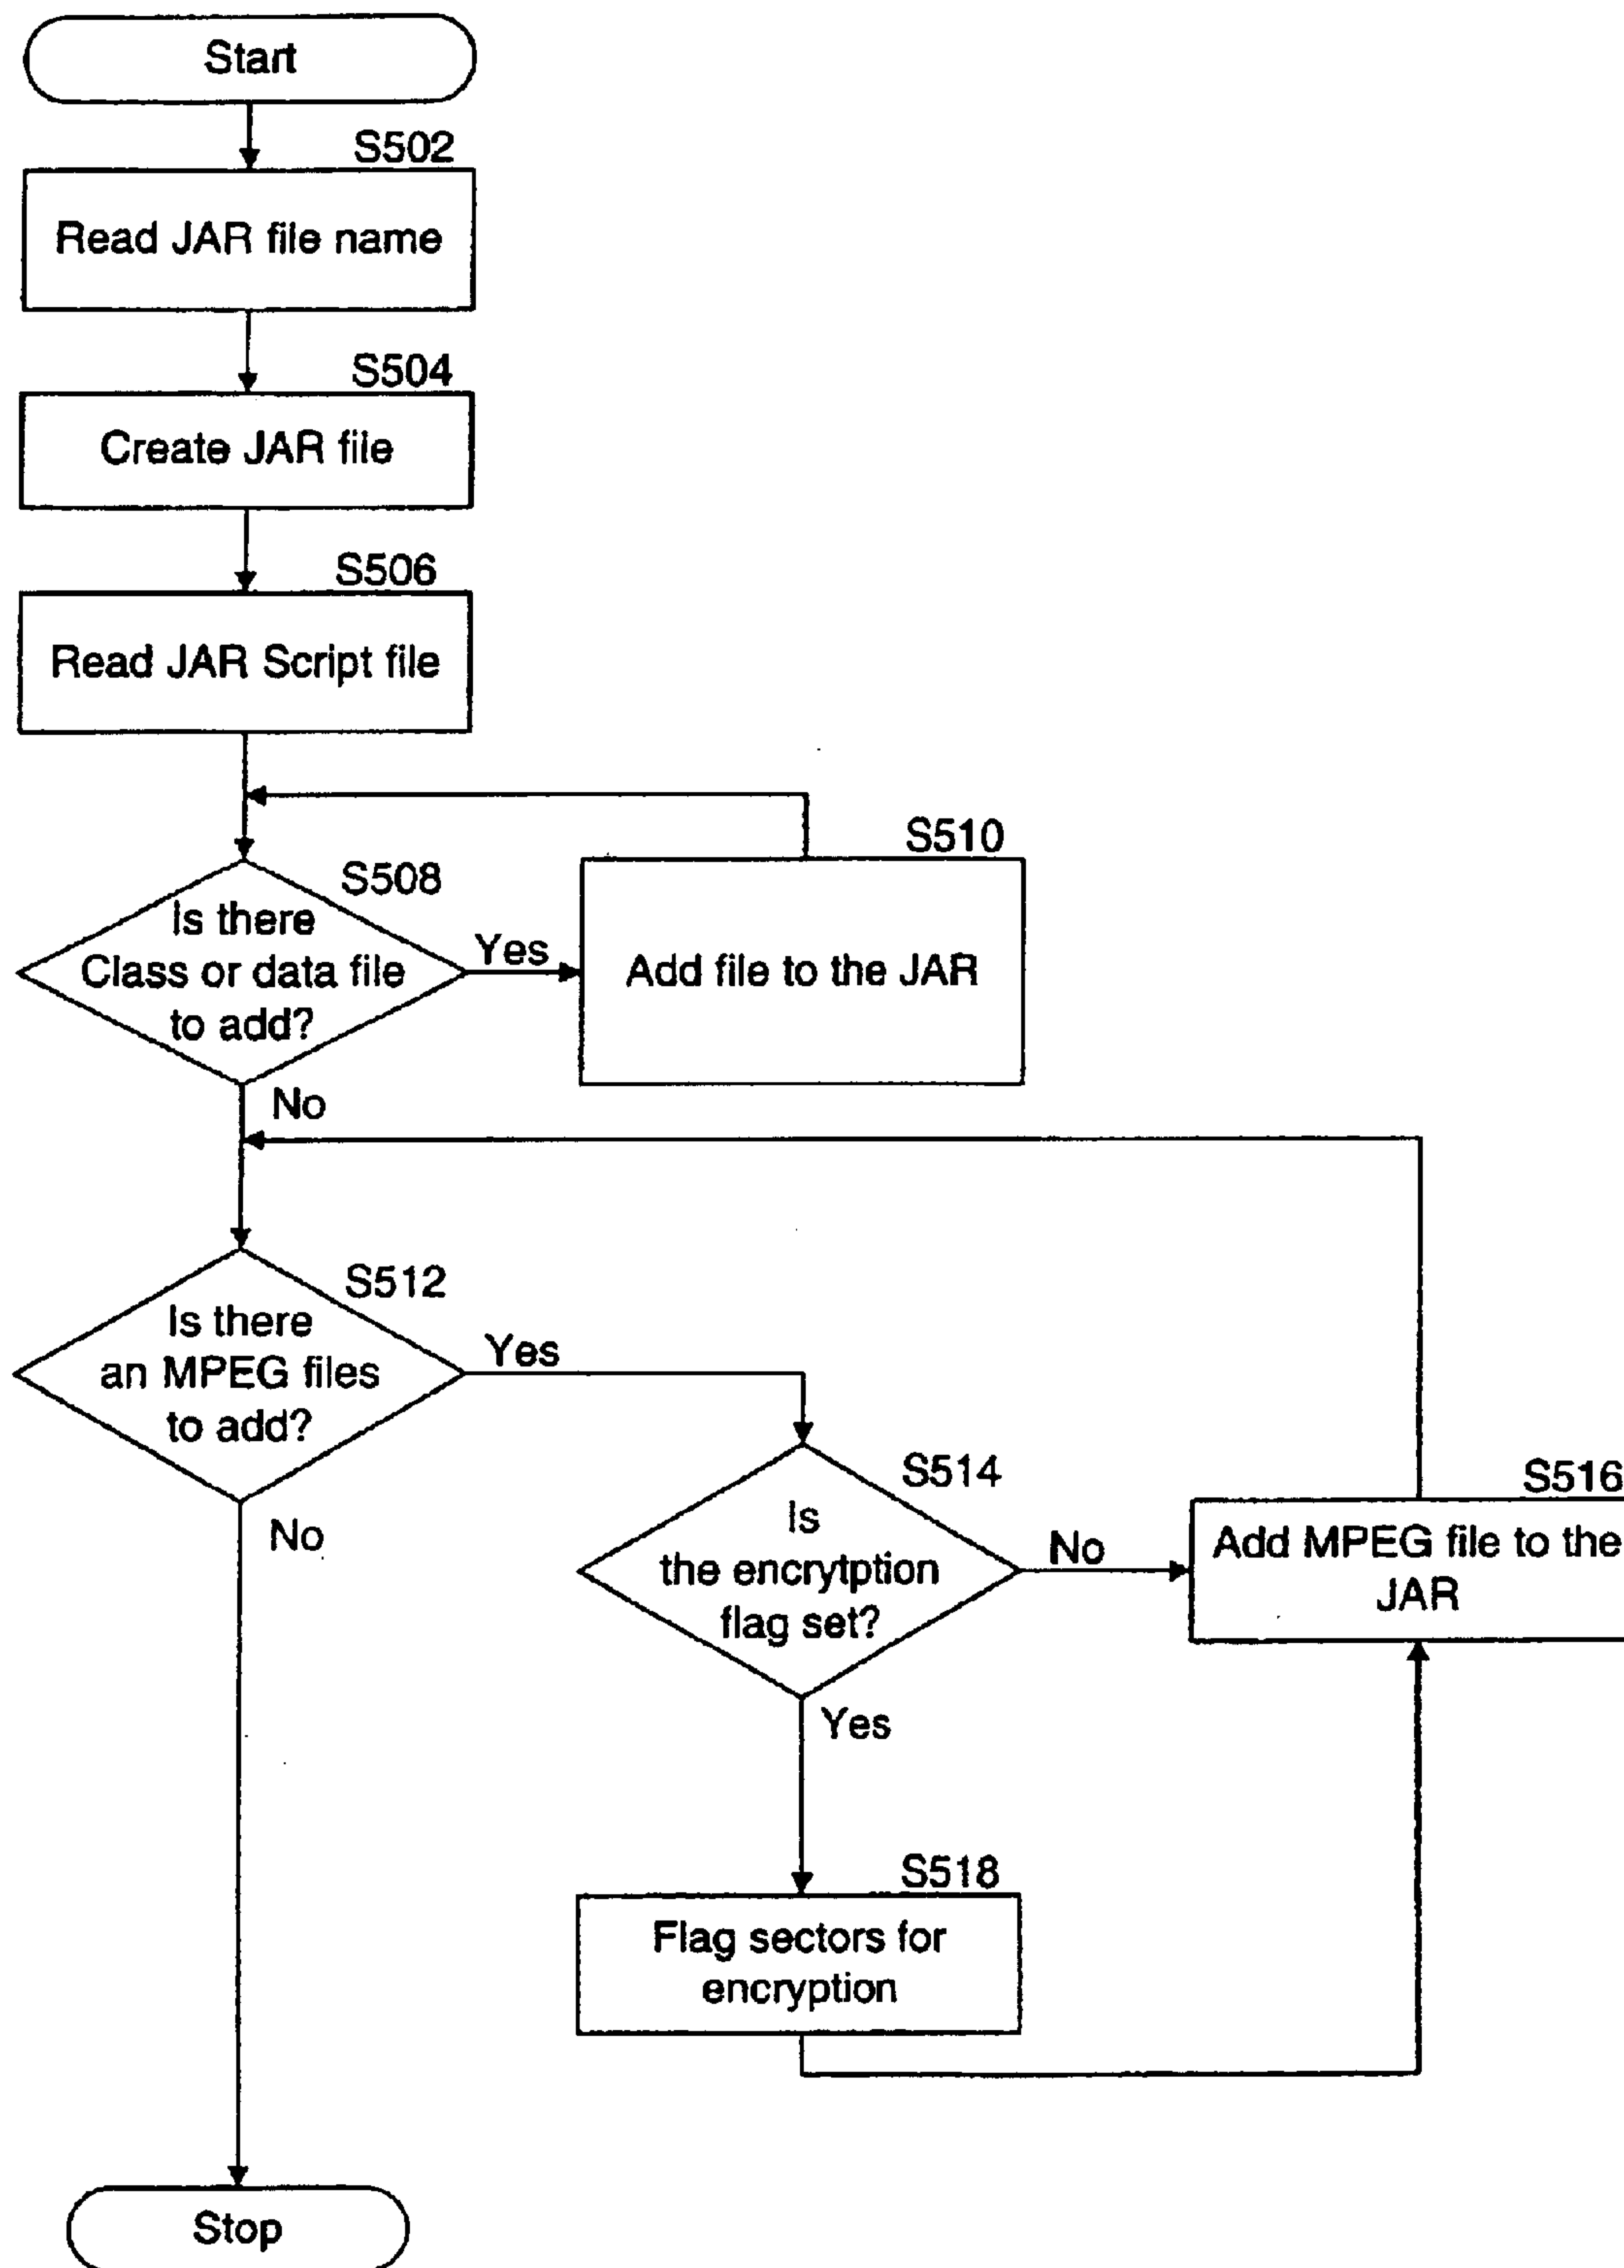 Start
S502
Read JAR file name
S504
Create JAR file
S506
Read JAR Script file
S508
Is there
Class or data file
to add?
Yes
S510
Add file to the JAR
No
S512
Is there
an MPEG files
to add?
Yes
S514
Is
the encrytption
flag set?
No
S516
Add MPEG file to the
JAR
No
Yes
S518
Flag sectors for
encryption
Stop